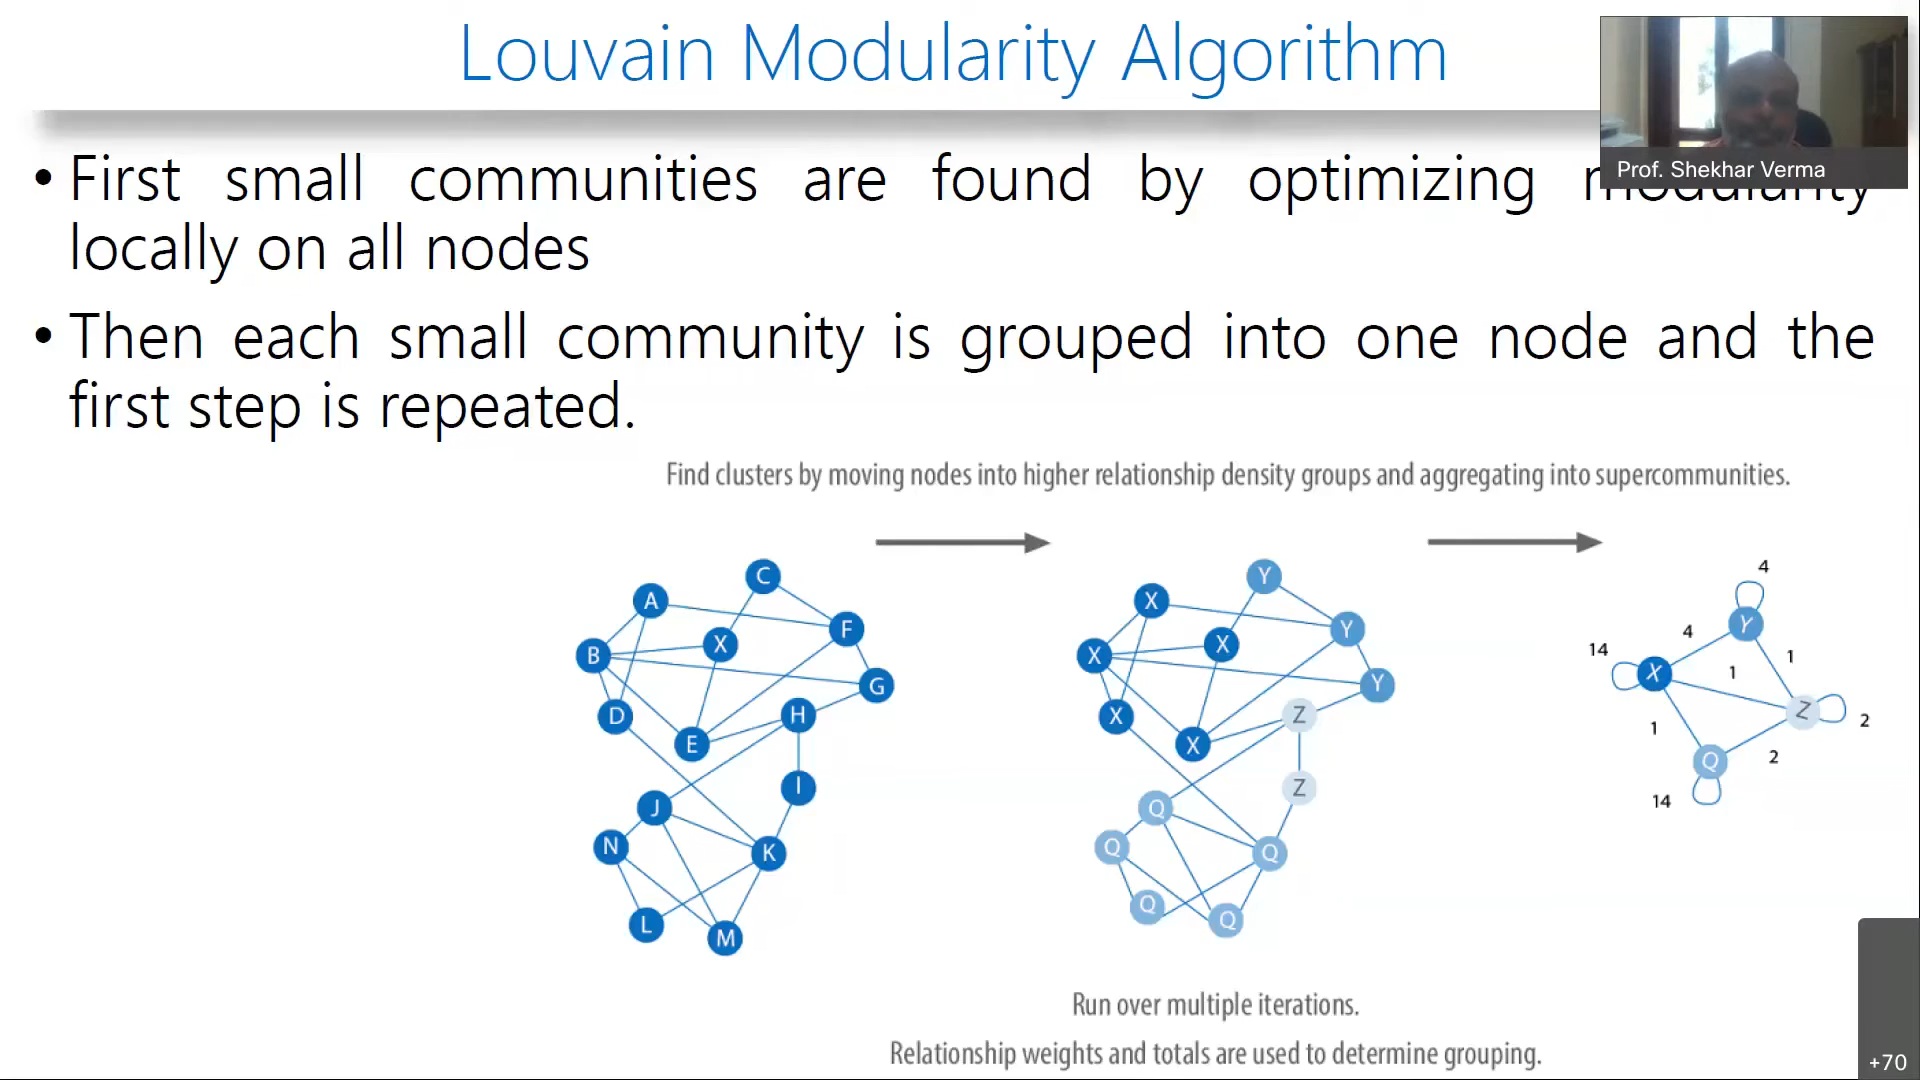 Louvain Modularity Algorithm
Prof. Shekhar Verma
• First small communities are found by optimizing modularity
locally on all nodes
• Then each small community is grouped into one node and the
first step is repeated.
Find clusters by moving nodes into higher relationship density groups and aggregating into supercommunities.
C
A
F
X
B
G
D
H
E
I
J
N
K
L
M
Y
X
Y
X
X
Y
X
Z
X
Z
Q
Q
Q
Q
Q
4
Y
4
14
1
1
X
Z
2
1
2
Q
14
Run over multiple iterations.
Relationship weights and totals are used to determine grouping.
+70